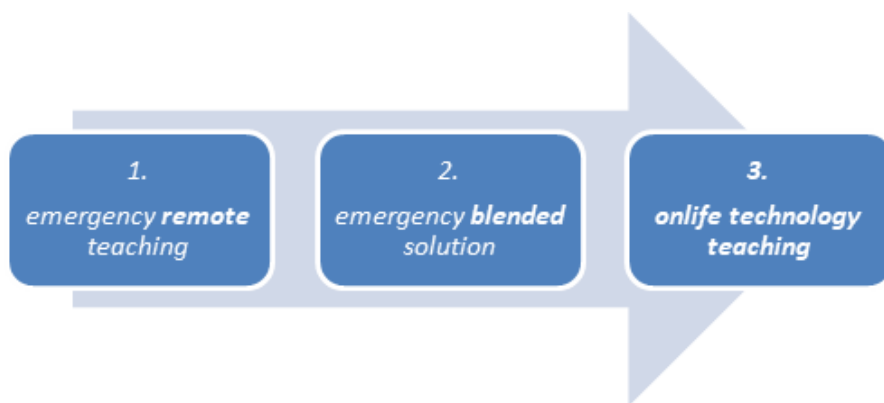 1.
emergency remote
teaching
2.
emergency blended
solution
3.
onlife technology
teaching